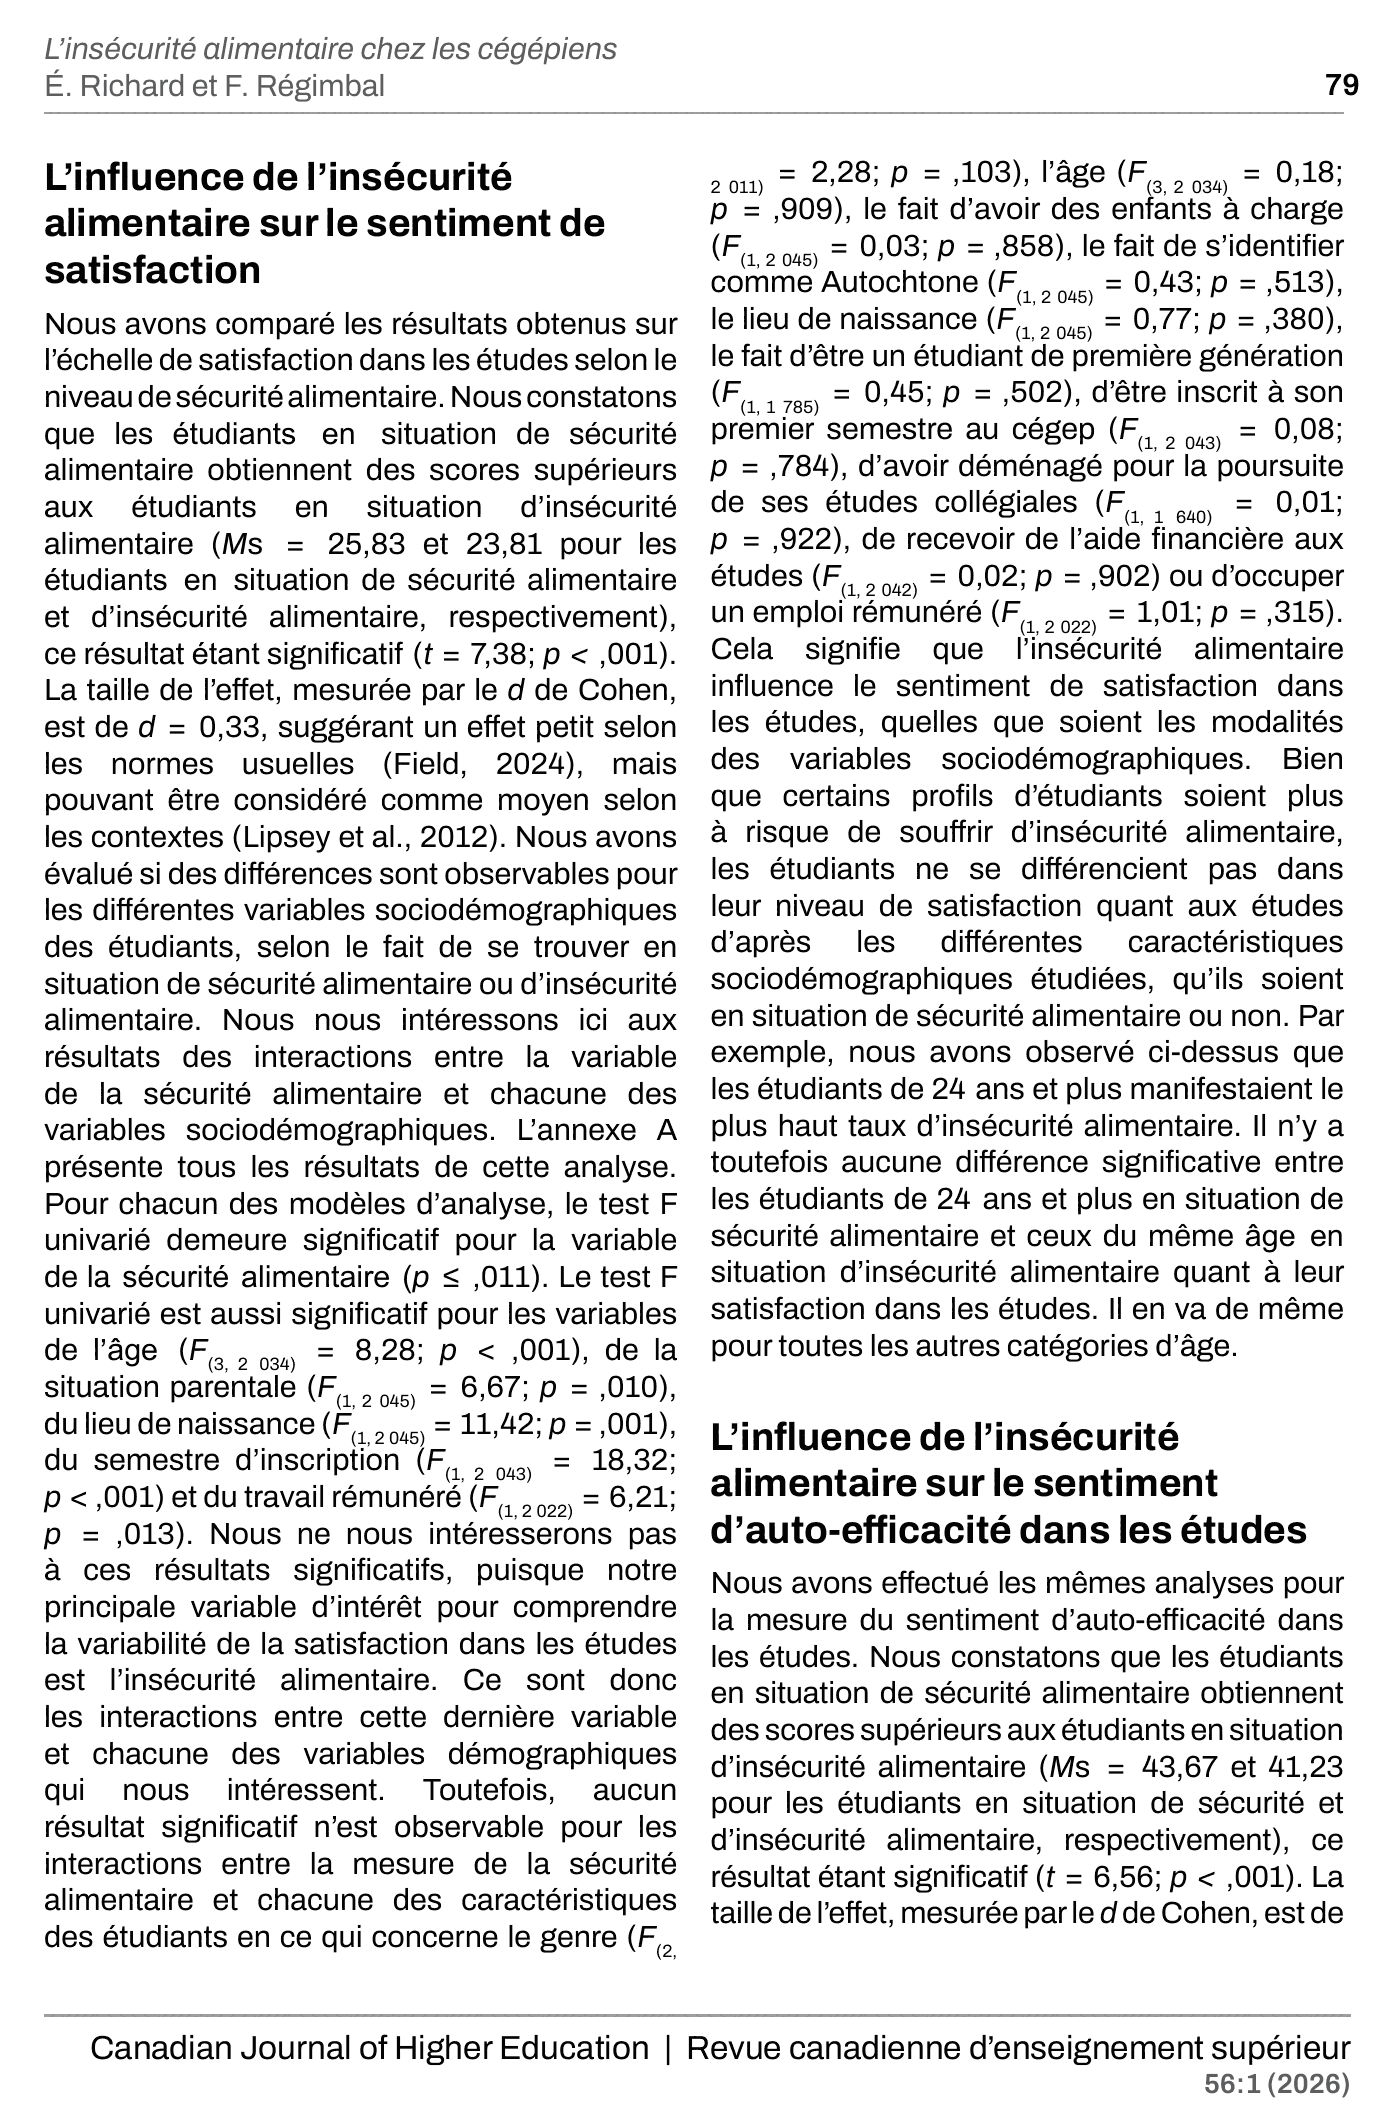 L’insécurité alimentaire chez les cégépiens
É. Richard et F. Régimbal
79
L’influence de l’insécurité
alimentaire sur le sentiment de
satisfaction
Nous avons comparé les résultats obtenus sur
l’échelle de satisfaction dans les études selon le
niveau de sécurité alimentaire. Nous constatons
que les étudiants en situation de sécurité
alimentaire obtiennent des scores supérieurs
aux étudiants en situation d’insécurité
alimentaire (Ms = 25,83 et 23,81 pour les
étudiants en situation de sécurité alimentaire
et d’insécurité alimentaire, respectivement),
ce résultat étant significatif (t = 7,38; p < ,001).
La taille de l’effet, mesurée par le d de Cohen,
est de d = 0,33, suggérant un effet petit selon
les normes usuelles (Field, 2024), mais
pouvant être considéré comme moyen selon
les contextes (Lipsey et al., 2012). Nous avons
évalué si des différences sont observables pour
les différentes variables sociodémographiques
des étudiants, selon le fait de se trouver en
situation de sécurité alimentaire ou d’insécurité
alimentaire. Nous nous intéressons ici aux
résultats des interactions entre la variable
de la sécurité alimentaire et chacune des
variables sociodémographiques. L’annexe A
présente tous les résultats de cette analyse.
Pour chacun des modèles d’analyse, le test F
univarié demeure significatif pour la variable
de la sécurité alimentaire (p ≤ ,011). Le test F
univarié est aussi significatif pour les variables
de l’âge (F(3, 2 034) = 8,28; p < ,001), de la
situation parentale (F(1, 2 045) = 6,67; p = ,010),
du lieu de naissance (F(1, 2 045) = 11,42; p = ,001),
du semestre d’inscription (F(1, 2 043) = 18,32;
p < ,001) et du travail rémunéré (F(1, 2 022) = 6,21;
p = ,013). Nous ne nous intéresserons pas
à ces résultats significatifs, puisque notre
principale variable d’intérêt pour comprendre
la variabilité de la satisfaction dans les études
est l’insécurité alimentaire. Ce sont donc
les interactions entre cette dernière variable
et chacune des variables démographiques
qui nous intéressent. Toutefois, aucun
résultat significatif n’est observable pour les
interactions entre la mesure de la sécurité
alimentaire et chacune des caractéristiques
des étudiants en ce qui concerne le genre (F(2,
2 011) = 2,28; p = ,103), l’âge (F(3, 2 034) = 0,18;
p = ,909), le fait d’avoir des enfants à charge
(F(1, 2 045) = 0,03; p = ,858), le fait de s’identifier
comme Autochtone (F(1, 2 045) = 0,43; p = ,513),
le lieu de naissance (F(1, 2 045) = 0,77; p = ,380),
le fait d’être un étudiant de première génération
(F(1, 1 785) = 0,45; p = ,502), d’être inscrit à son
premier semestre au cégep (F(1, 2 043) = 0,08;
p = ,784), d’avoir déménagé pour la poursuite
de ses études collégiales (F(1, 1 640) = 0,01;
p = ,922), de recevoir de l’aide financière aux
études (F(1, 2 042) = 0,02; p = ,902) ou d’occuper
un emploi rémunéré (F(1, 2 022) = 1,01; p = ,315).
Cela signifie que l’insécurité alimentaire
influence le sentiment de satisfaction dans
les études, quelles que soient les modalités
des variables sociodémographiques. Bien
que certains profils d’étudiants soient plus
à risque de souffrir d’insécurité alimentaire,
les étudiants ne se différencient pas dans
leur niveau de satisfaction quant aux études
d’après les différentes caractéristiques
sociodémographiques étudiées, qu’ils soient
en situation de sécurité alimentaire ou non. Par
exemple, nous avons observé ci-dessus que
les étudiants de 24 ans et plus manifestaient le
plus haut taux d’insécurité alimentaire. Il n’y a
toutefois aucune différence significative entre
les étudiants de 24 ans et plus en situation de
sécurité alimentaire et ceux du même âge en
situation d’insécurité alimentaire quant à leur
satisfaction dans les études. Il en va de même
pour toutes les autres catégories d’âge.
L’influence de l’insécurité
alimentaire sur le sentiment
d’auto-efficacité dans les études
Nous avons effectué les mêmes analyses pour
la mesure du sentiment d’auto-efficacité dans
les études. Nous constatons que les étudiants
en situation de sécurité alimentaire obtiennent
des scores supérieurs aux étudiants en situation
d’insécurité alimentaire (Ms = 43,67 et 41,23
pour les étudiants en situation de sécurité et
d’insécurité alimentaire, respectivement), ce
résultat étant significatif (t = 6,56; p < ,001). La
taille de l’effet, mesurée par le d de Cohen, est de
Canadian Journal of Higher Education | Revue canadienne d’enseignement supérieur
56:1 (2026)